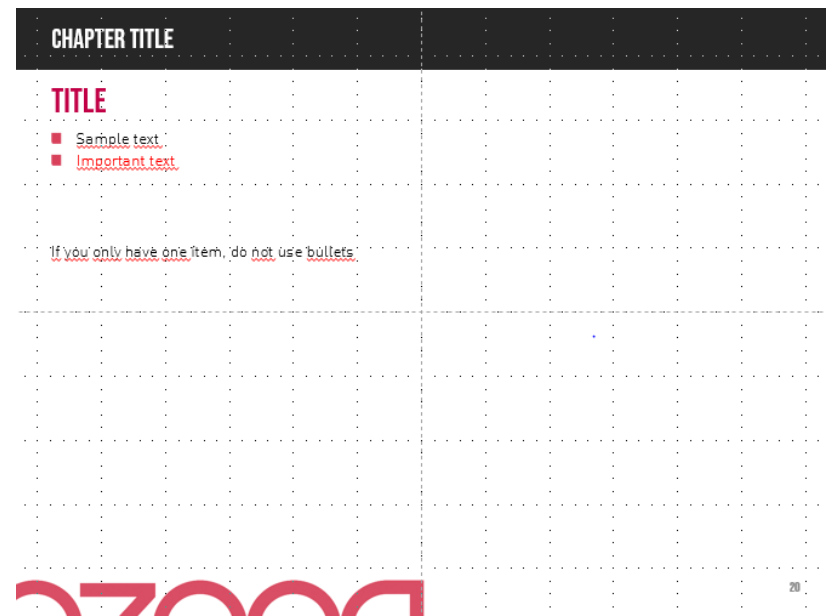 CHAPTER TITLE
TITLE
Sample text
Important text
If you only have one item, do not use bullets
20